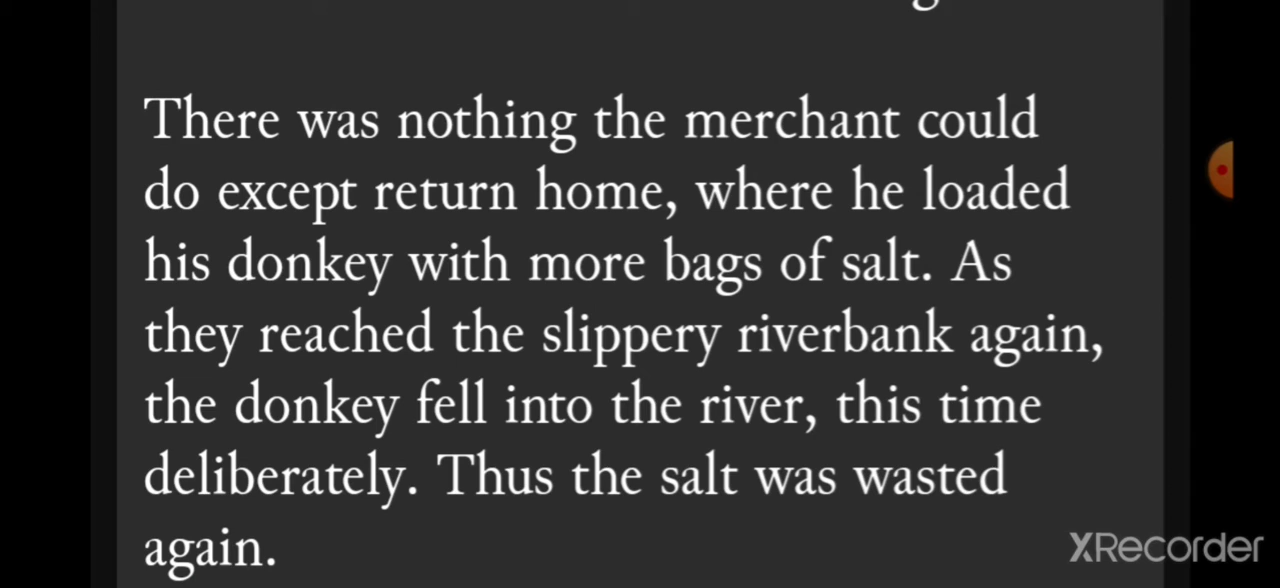 There was nothing the merchant could
do except return home, where he loaded
his donkey with more bags of salt. As
they reached the slippery riverbank again,
the donkey fell into the river, this time
deliberately. Thus the salt was wasted
again.
XRecorder